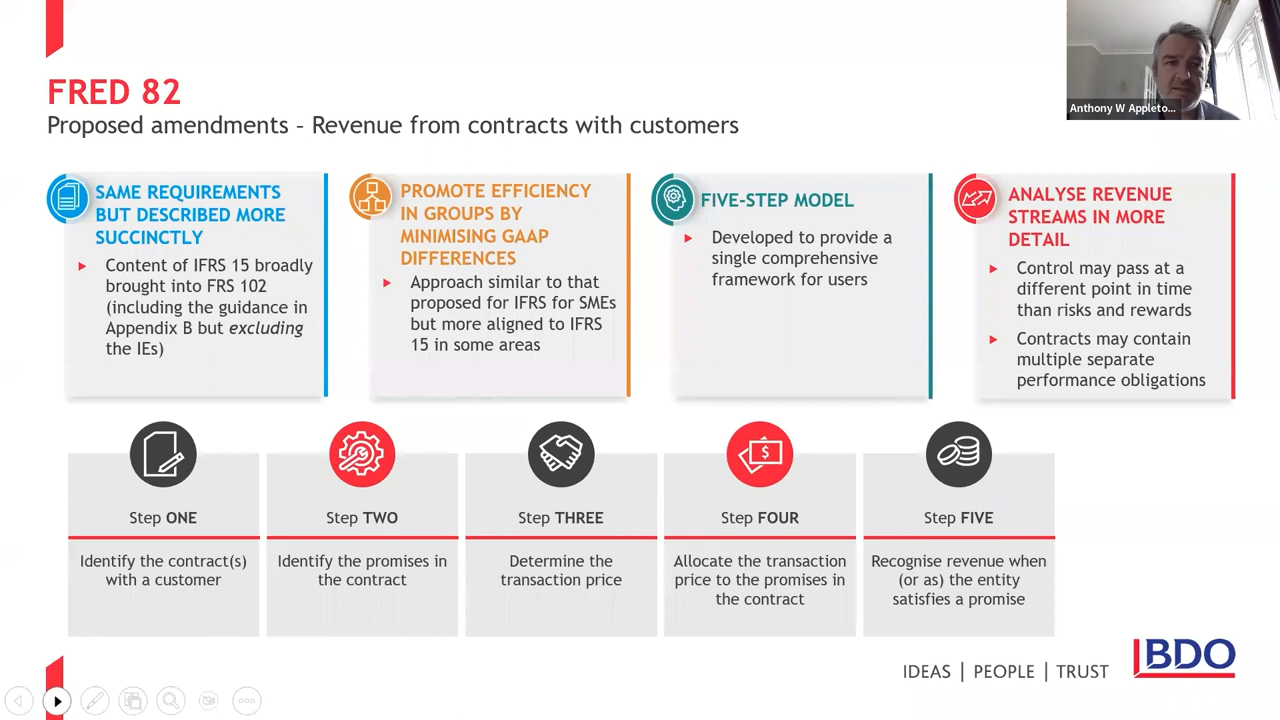 FRED 82
Proposed amendments – Revenue from contracts with customers
Anthony W Appleto...
SAME REQUIREMENTS
BUT DESCRIBED MORE
SUCCINCTLY
Content of IFRS 15 broadly
brought into FRS 102
(including the guidance in
Appendix B but excluding
the IEs)
PROMOTE EFFICIENCY
IN GROUPS BY
MINIMISING GAAP
DIFFERENCES
Approach similar to that
proposed for IFRS for SMEs
but more aligned to IFRS
15 in some areas
FIVE-STEP MODEL
Developed to provide a
single comprehensive
framework for users
ANALYSE REVENUE
STREAMS IN MORE
DETAIL
Control may pass at a
different point in time
than risks and rewards
Contracts may contain
multiple separate
performance obligations
Step ONE
Identify the contract(s)
with a customer
Step TWO
Identify the promises in
the contract
Step THREE
Determine the
transaction price
$
Step FOUR
Allocate the transaction
price to the promises in
the contract
Step FIVE
Recognise revenue when
(or as) the entity
satisfies a promise
IDEAS | PEOPLE | TRUST
BDO